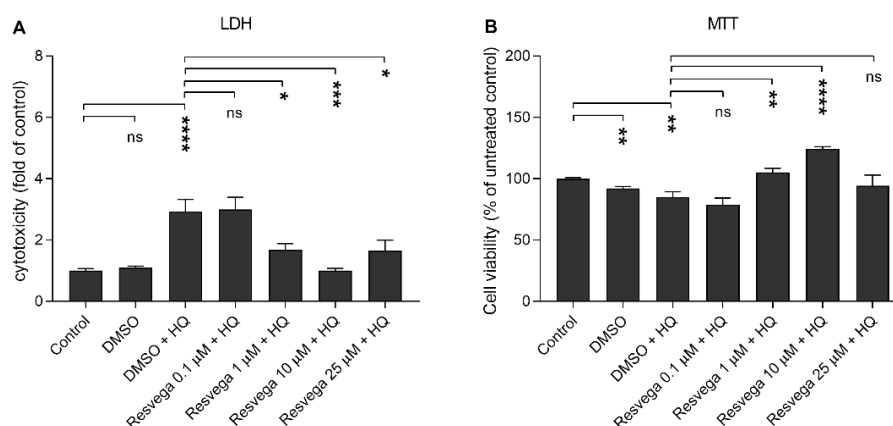 A
LDH
cytotoxicity (fold of control)
8
6
4
2
0
ns
****
ns
*
***
*
Control
DMSO
DMSO + HQ
Resvega 0.1 µM + HQ
Resvega 1 µM + HQ
Resvega 10 µM + HQ
Resvega 25 µM + HQ
B
MTT
Cell viability (% of untreated control)
200
150
100
50
0
**
**
ns
**
****
ns
Control
DMSO
DMSO + HQ
Resvega 0.1 µM + HQ
Resvega 1 µM + HQ
Resvega 10 µM + HQ
Resvega 25 µM + HQ